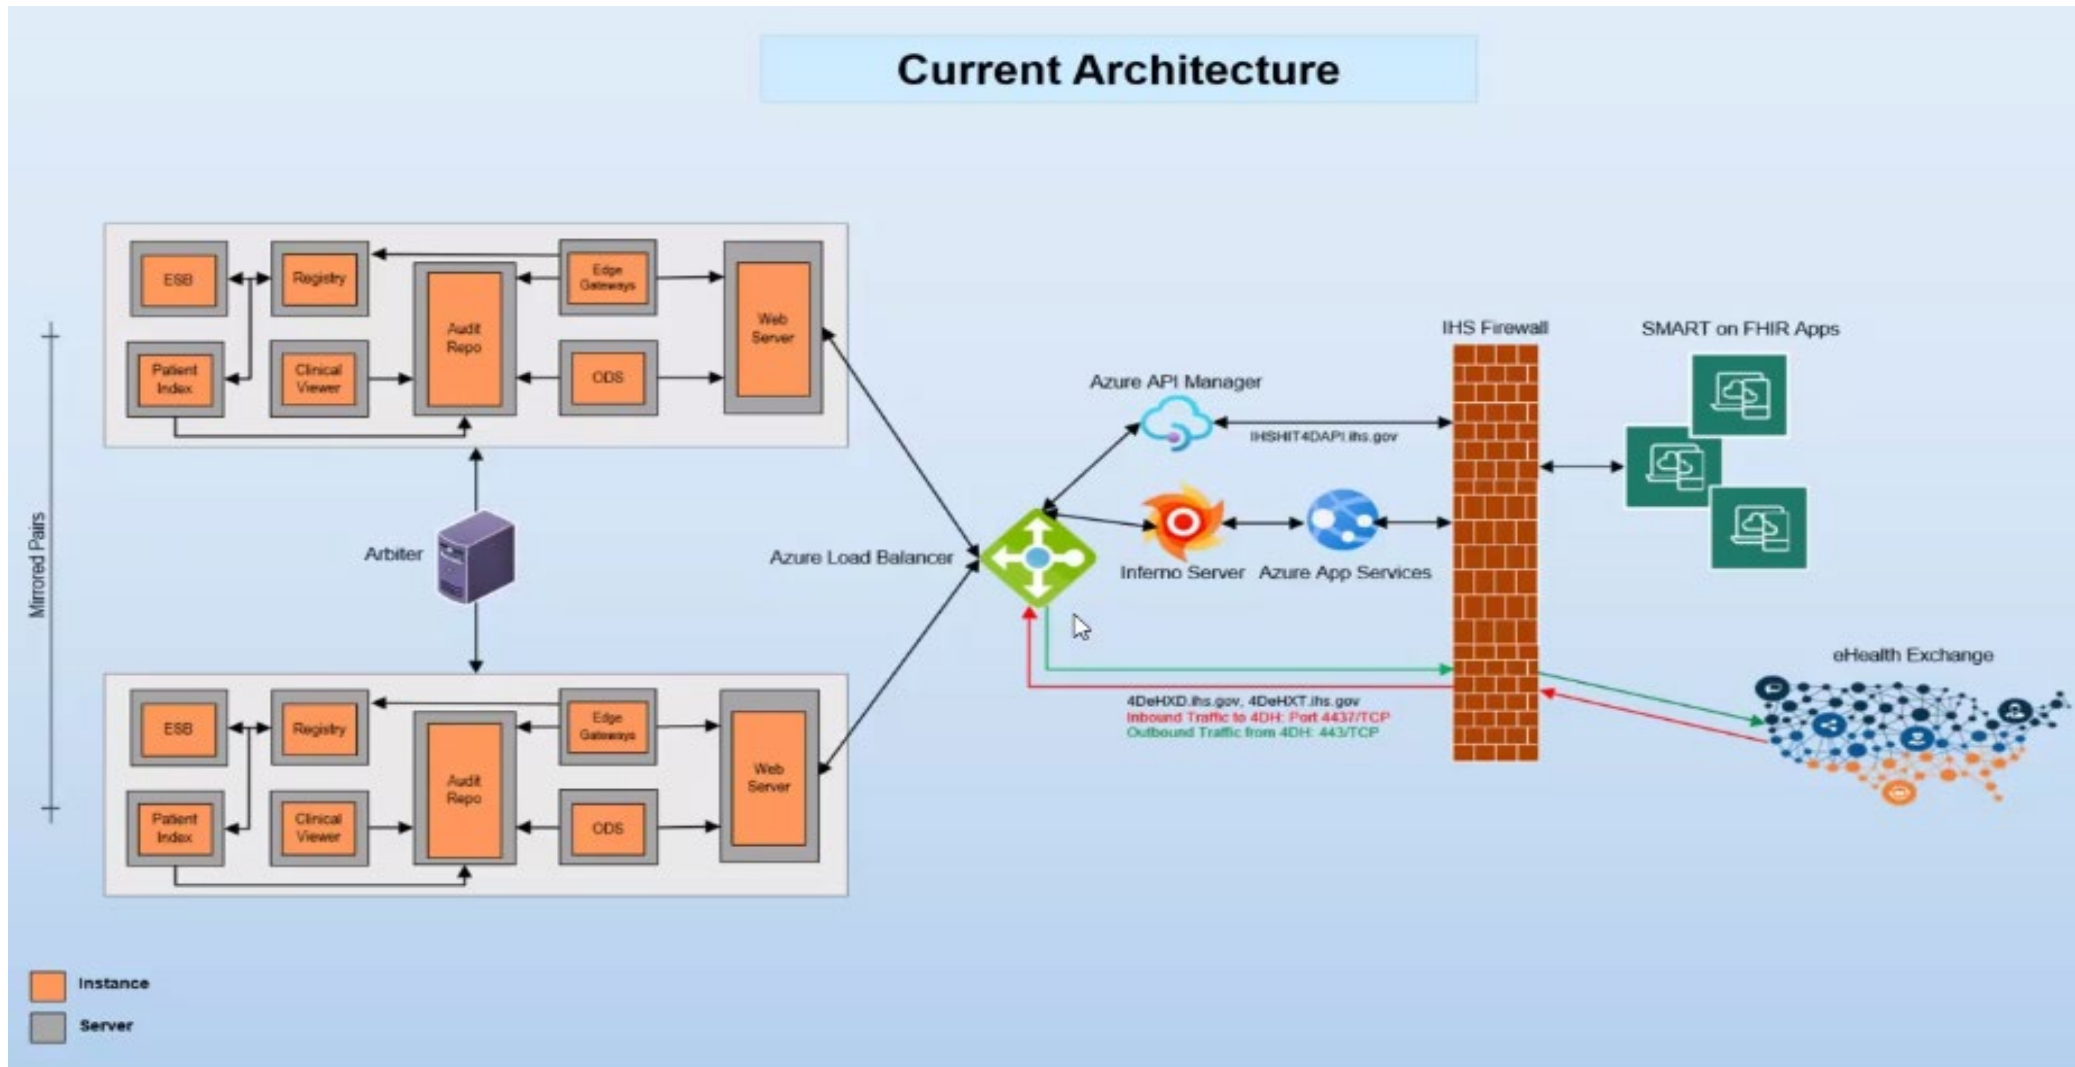 Current Architecture
ESB
Registry
Edge
Gateways
Audit
Repo
Web
Server
Patient
Index
Clinical
Viewer
ODS
Mirrored Pairs
Arbiter
Azure Load Balancer
Azure API Manager
IHSHIT4DAPI.ihs.gov
Inferno Server
Azure App Services
IHS Firewall
SMART on FHIR Apps
eHealth Exchange
4DeHXD.ihs.gov, 4DeHXT.ihs.gov
Inbound Traffic to 4DH: Port 4437/TCP
Outbound Traffic from 4DH: 443/TCP
ESB
Registry
Edge
Gateways
Audit
Repo
Web
Server
Patient
Index
Clinical
Viewer
ODS
Instance
Server